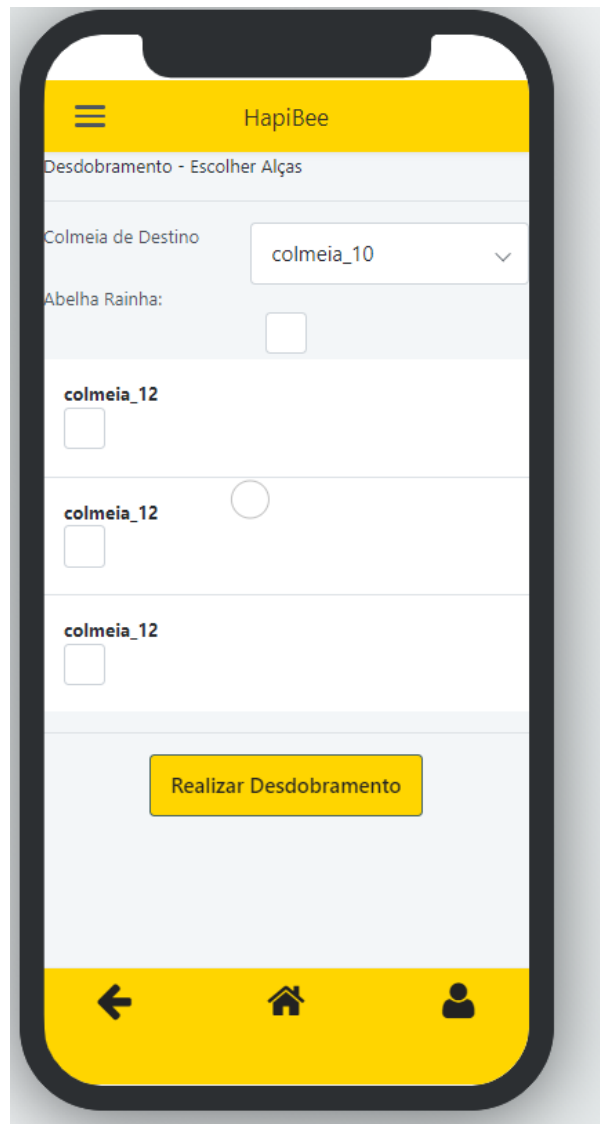 HapiBee
Desdobramento - Escolher Alças
Colmeia de Destino
colmeia_10
Abelha Rainha:
colmeia_12
colmeia_12
colmeia_12
Realizar Desdobramento